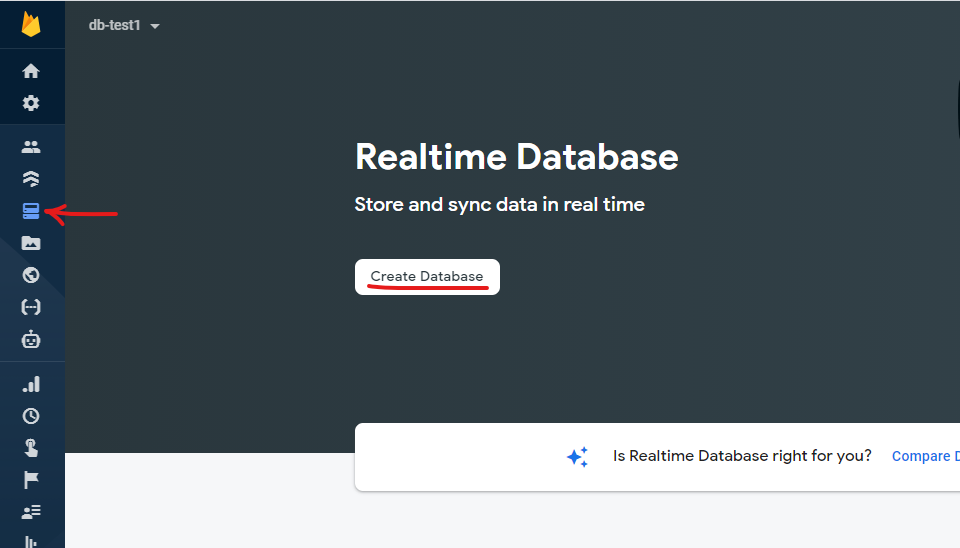 db-test1
Realtime Database
Store and sync data in real time
Create Database
Is Realtime Database right for you? Compare D